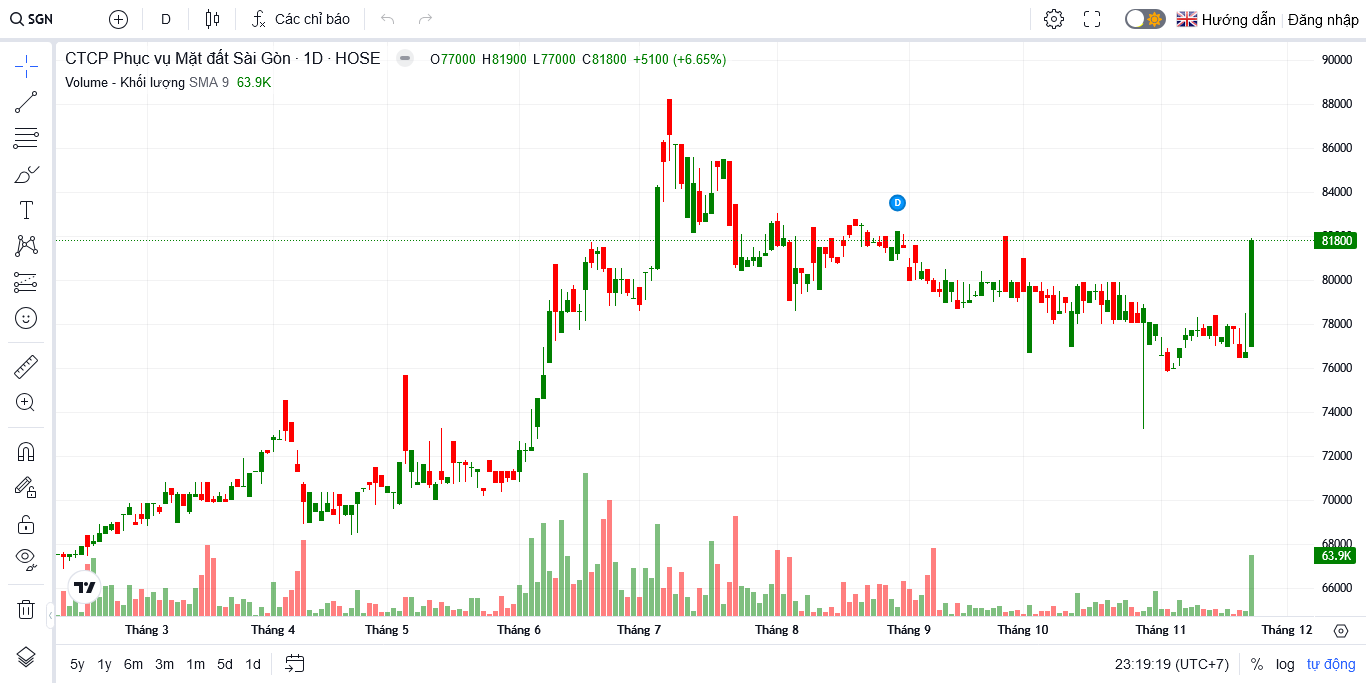 SGN D Các chỉ báo Hướng dẫn Đăng nhập
CTCP Phục vụ Mặt đất Sài Gòn · 1D · HOSE O77000 H81900 L77000 C81800 +5100 (+6.65%)
Volume - Khối lượng SMA 9 63.9K
90000
88000
86000
84000
D
81800
80000
78000
76000
74000
72000
70000
68000
63.9K
66000
Tháng 3 Tháng 4 Tháng 5 Tháng 6 Tháng 7 Tháng 8 Tháng 9 Tháng 10 Tháng 11 Tháng 12
5y 1y 6m 3m 1m 5d 1d 23:19:19 (UTC+7) % log tự động